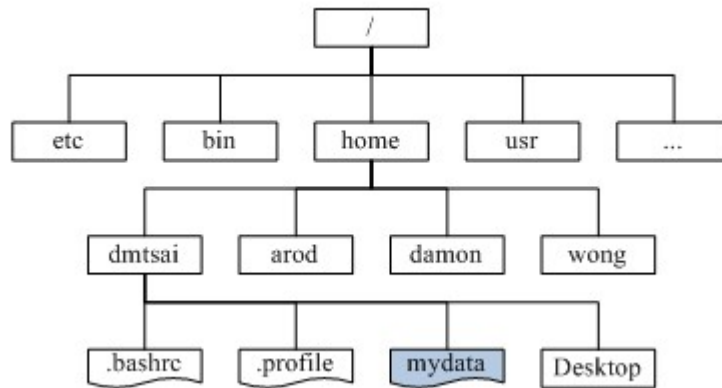 /
etc bin home usr ...
dmtsai arod damon wong
.bashrc .profile mydata Desktop